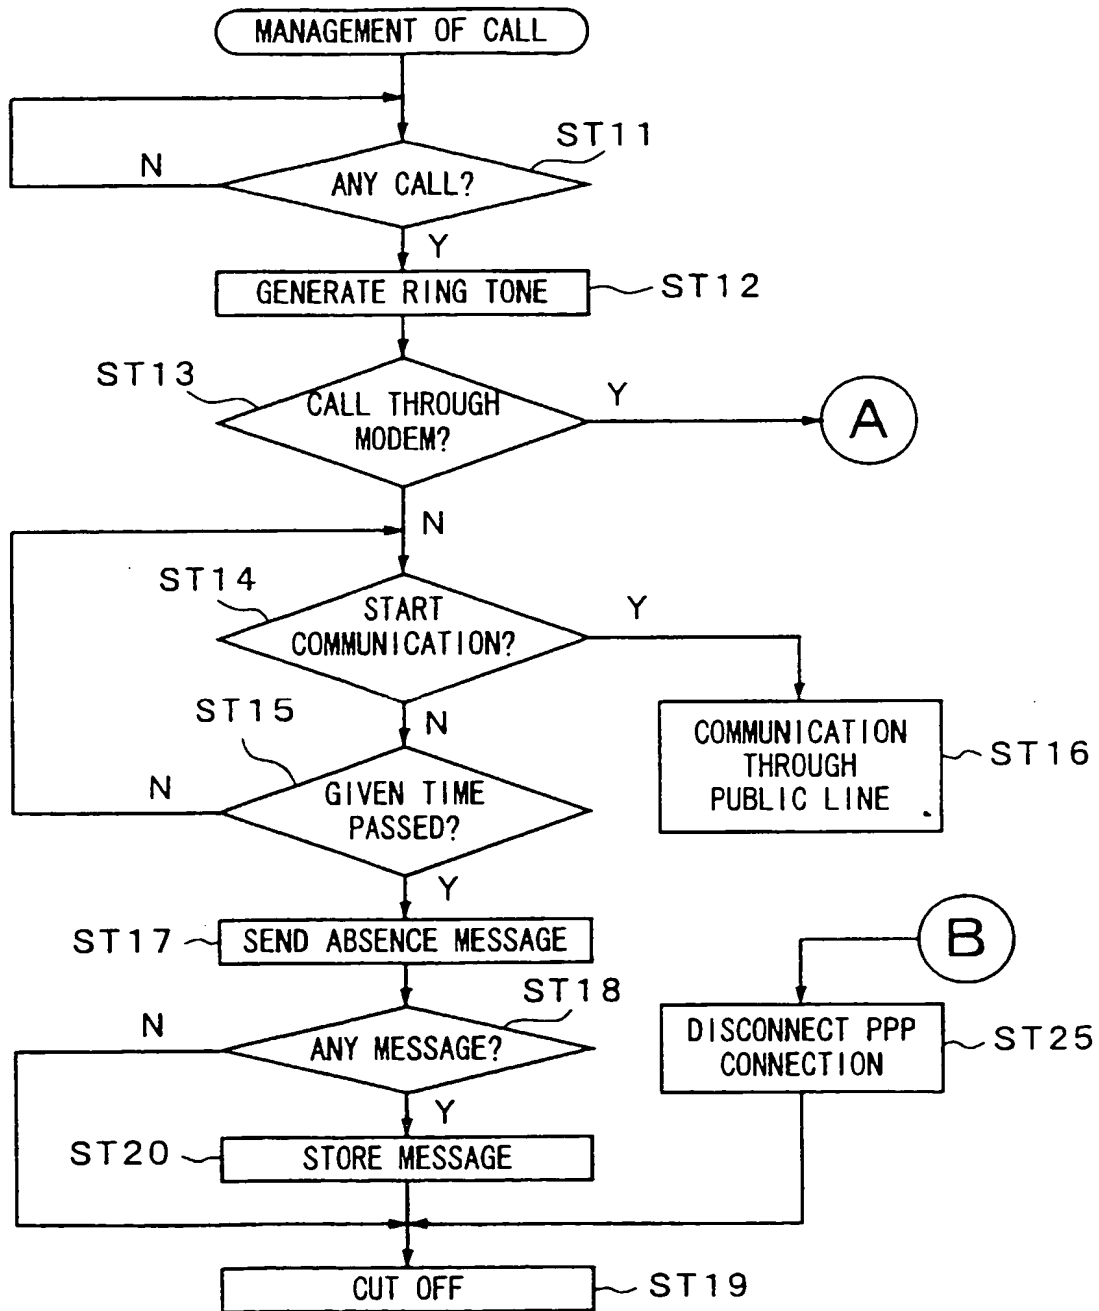 MANAGEMENT OF CALL
ST11
N
ANY CALL?
Y
GENERATE RING TONE
ST12
ST13
CALL THROUGH
MODEM?
Y
A
N
ST14
START
COMMUNICATION?
Y
ST15
N
COMMUNICATION
THROUGH
PUBLIC LINE
ST16
N
GIVEN TIME
PASSED?
Y
ST17
SEND ABSENCE MESSAGE
B
ST18
N
ANY MESSAGE?
DISCONNECT PPP
CONNECTION
ST25
Y
ST20
STORE MESSAGE
CUT OFF
ST19